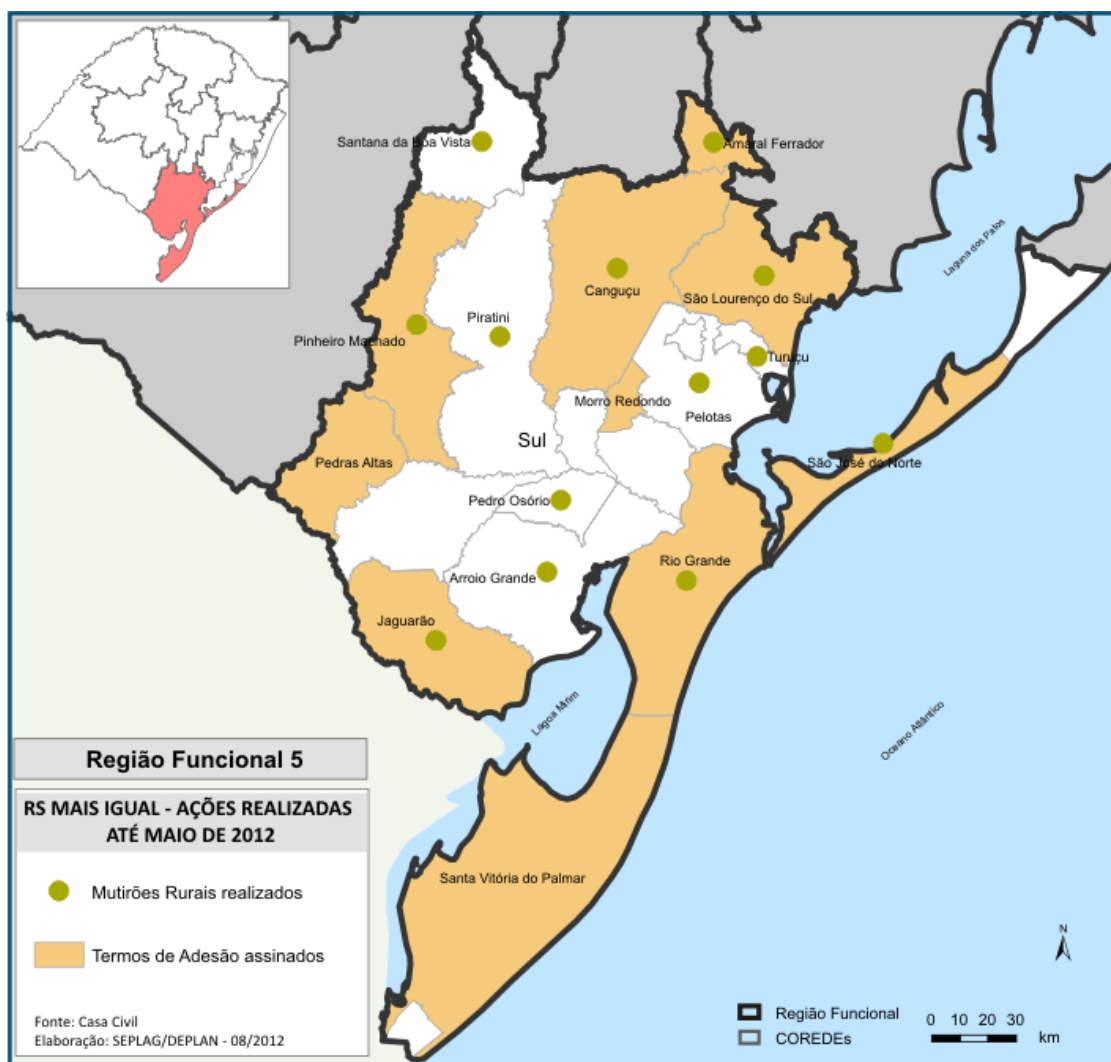 Santana da Boa Vista
Amaral Ferrador
Laguna dos Patos
Canguçu
São Lourenço do Sul
Piratini
Pinheiro Machado
Turuçu
Morro Redondo
Pelotas
Sul
Pedras Altas
São José do Norte
Pedro Osório
Rio Grande
Arroio Grande
Jaguarão
Lagoa Mirim
Oceano Atlântico
Santa Vitória do Palmar
Região Funcional 5
RS MAIS IGUAL - AÇÕES REALIZADAS
ATÉ MAIO DE 2012
Mutirões Rurais realizados
Termos de Adesão assinados
Fonte: Casa Civil
Elaboração: SEPLAG/DEPLAN - 08/2012
N
Região Funcional
COREDEs
0 10 20 30
km